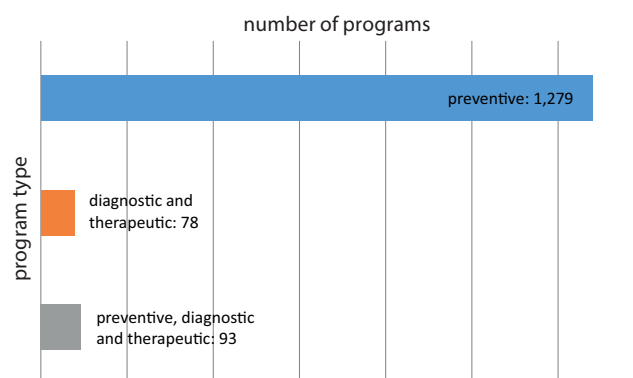 number of programs
preventive: 1,279
program type
diagnostic and
therapeutic: 78
preventive, diagnostic
and therapeutic: 93